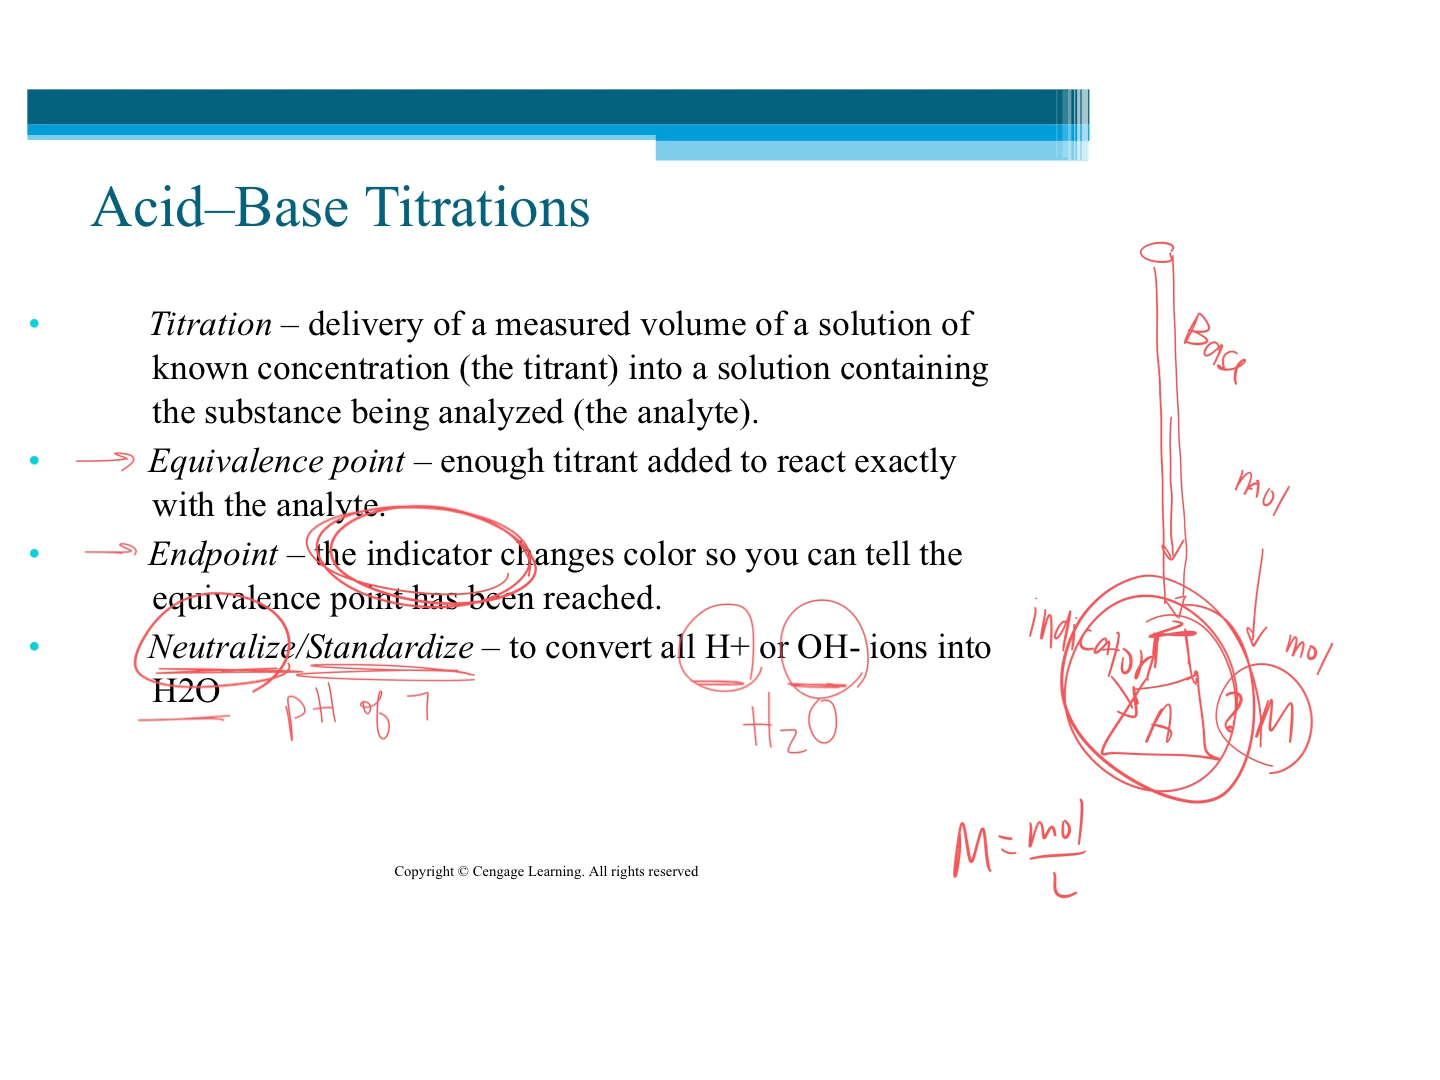 Acid–Base Titrations
• Titration – delivery of a measured volume of a solution of
known concentration (the titrant) into a solution containing
the substance being analyzed (the analyte).
• Equivalence point – enough titrant added to react exactly
with the analyte.
• Endpoint – the indicator changes color so you can tell the
equivalence point has been reached.
• Neutralize/Standardize – to convert all H+ or OH- ions into
H2O
pH of 7
H2O
Base
mol
indicator
mol
A
? M
M = mol
L
Copyright © Cengage Learning. All rights reserved